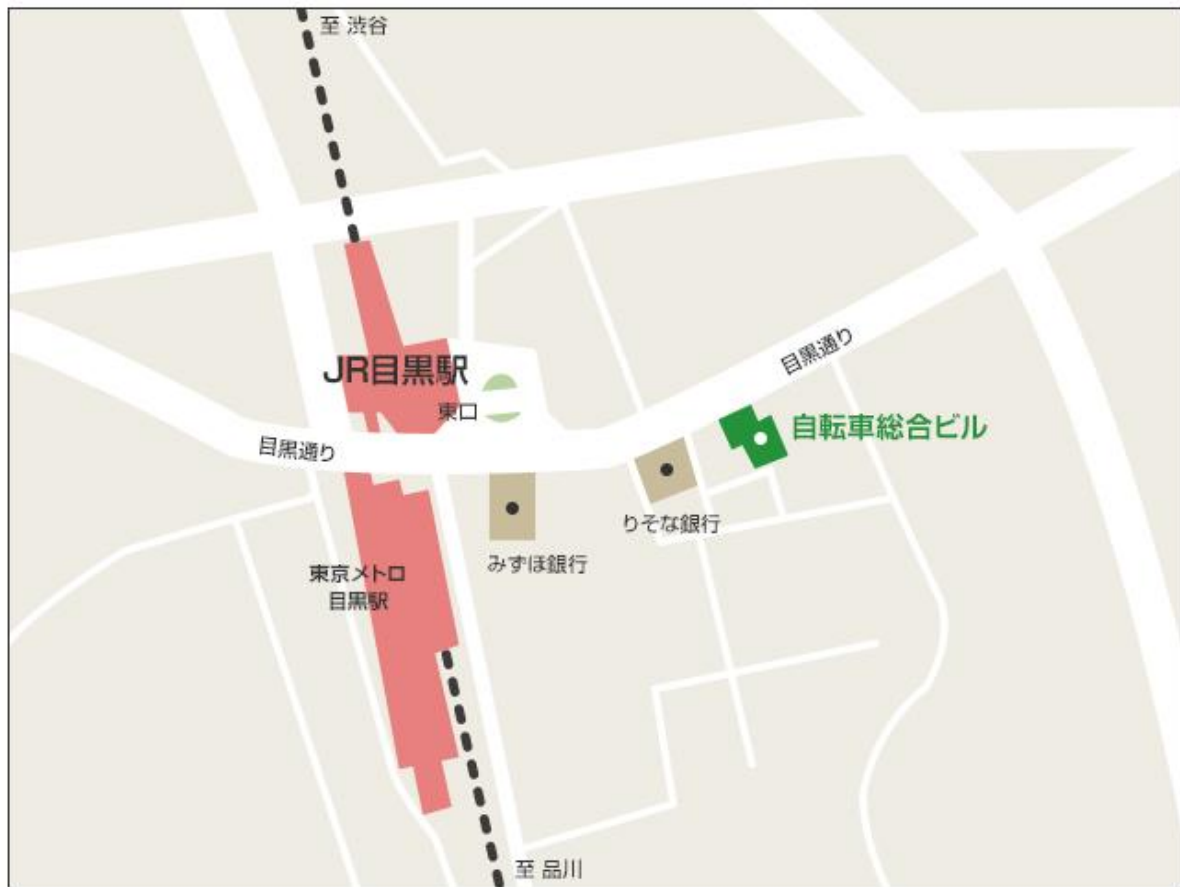 至 渋谷
JR目黒駅
東口
目黒通り
目黒通り
自転車総合ビル
りそな銀行
みずほ銀行
東京メトロ
目黒駅
至 品川